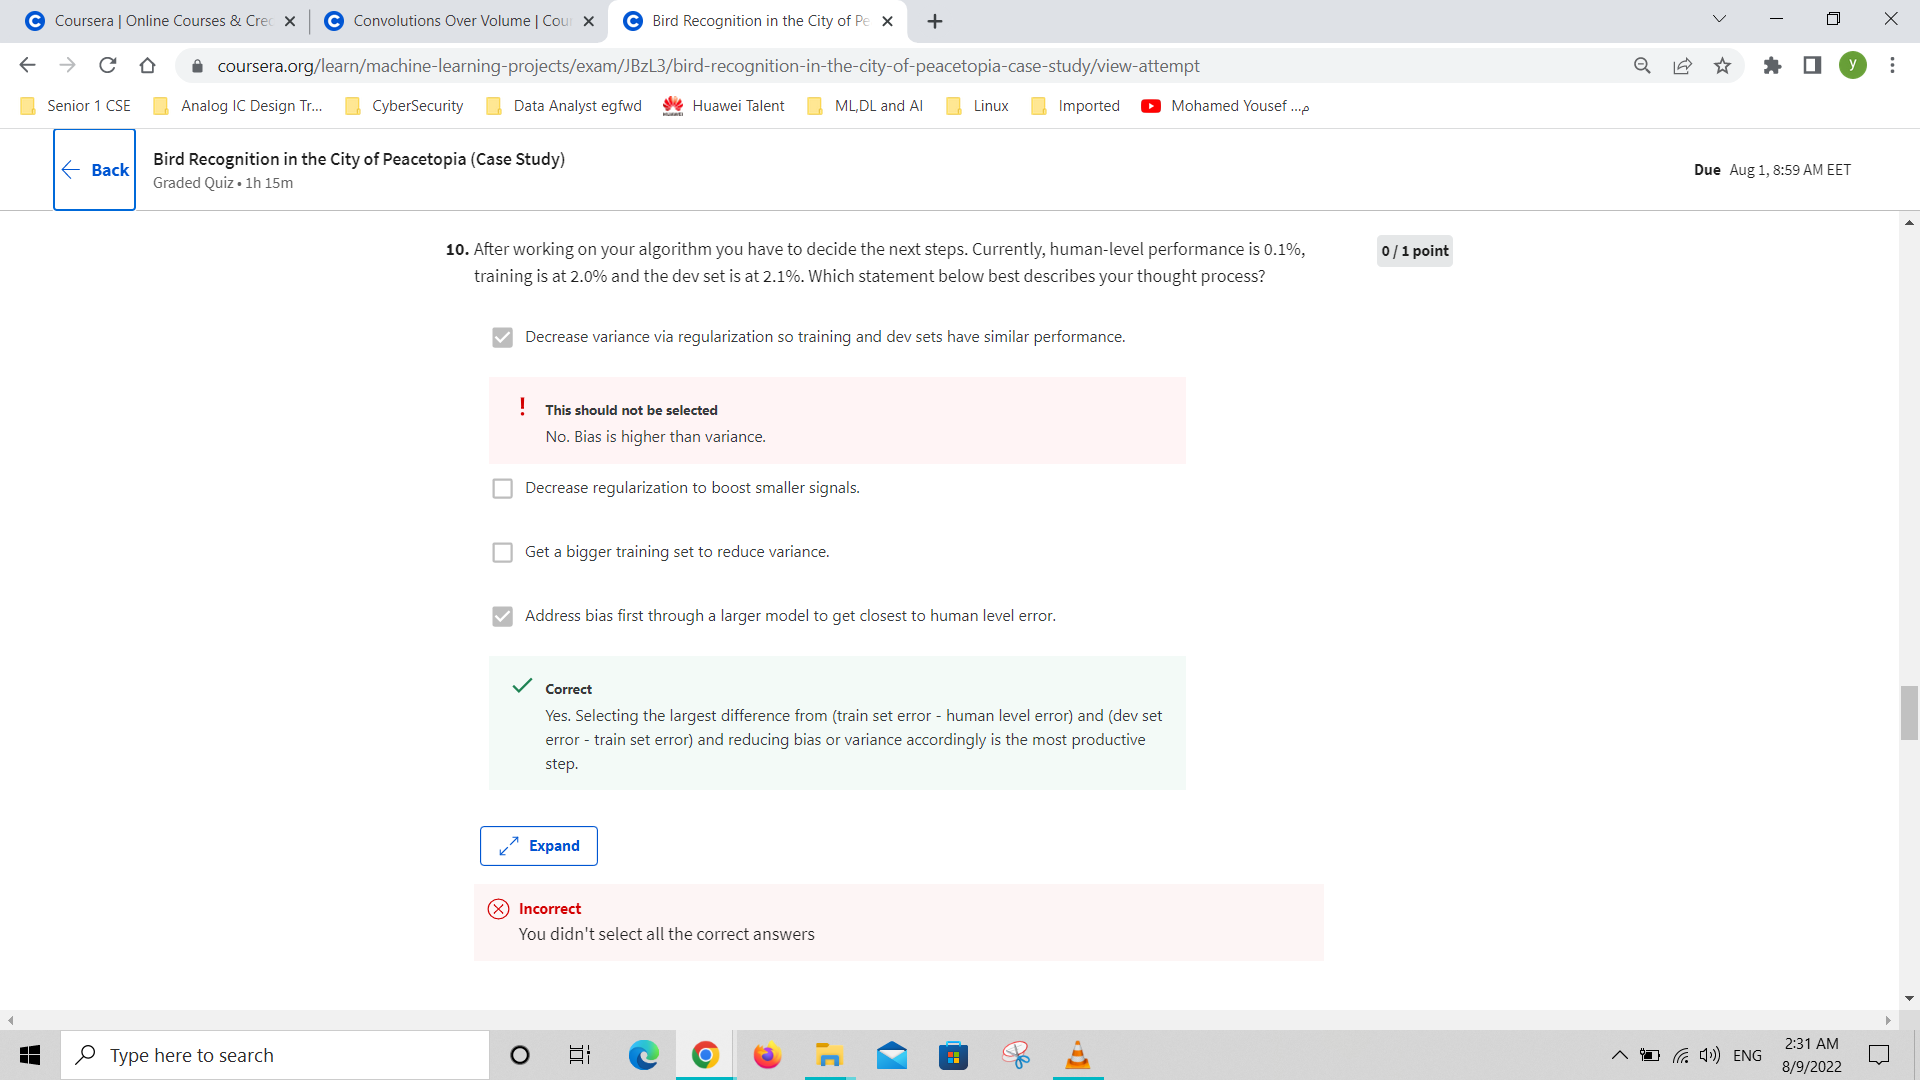 Coursera | Online Courses & Cre
Convolutions Over Volume | Cou
Bird Recognition in the City of Pe
coursera.org/learn/machine-learning-projects/exam/JBzL3/bird-recognition-in-the-city-of-peacetopia-case-study/view-attempt
y
Senior 1 CSE
Analog IC Design Tr...
CyberSecurity
Data Analyst egfwd
Huawei Talent
ML,DL and AI
Linux
Imported
Mohamed Yousef ...م
Back
Bird Recognition in the City of Peacetopia (Case Study)
Graded Quiz • 1h 15m
Due Aug 1, 8:59 AM EET
10. After working on your algorithm you have to decide the next steps. Currently, human-level performance is 0.1%,
training is at 2.0% and the dev set is at 2.1%. Which statement below best describes your thought process?
0 / 1 point
Decrease variance via regularization so training and dev sets have similar performance.
This should not be selected
No. Bias is higher than variance.
Decrease regularization to boost smaller signals.
Get a bigger training set to reduce variance.
Address bias first through a larger model to get closest to human level error.
Correct
Yes. Selecting the largest difference from (train set error - human level error) and (dev set
error - train set error) and reducing bias or variance accordingly is the most productive
step.
Expand
Incorrect
You didn't select all the correct answers
Type here to search
ENG
2:31 AM
8/9/2022